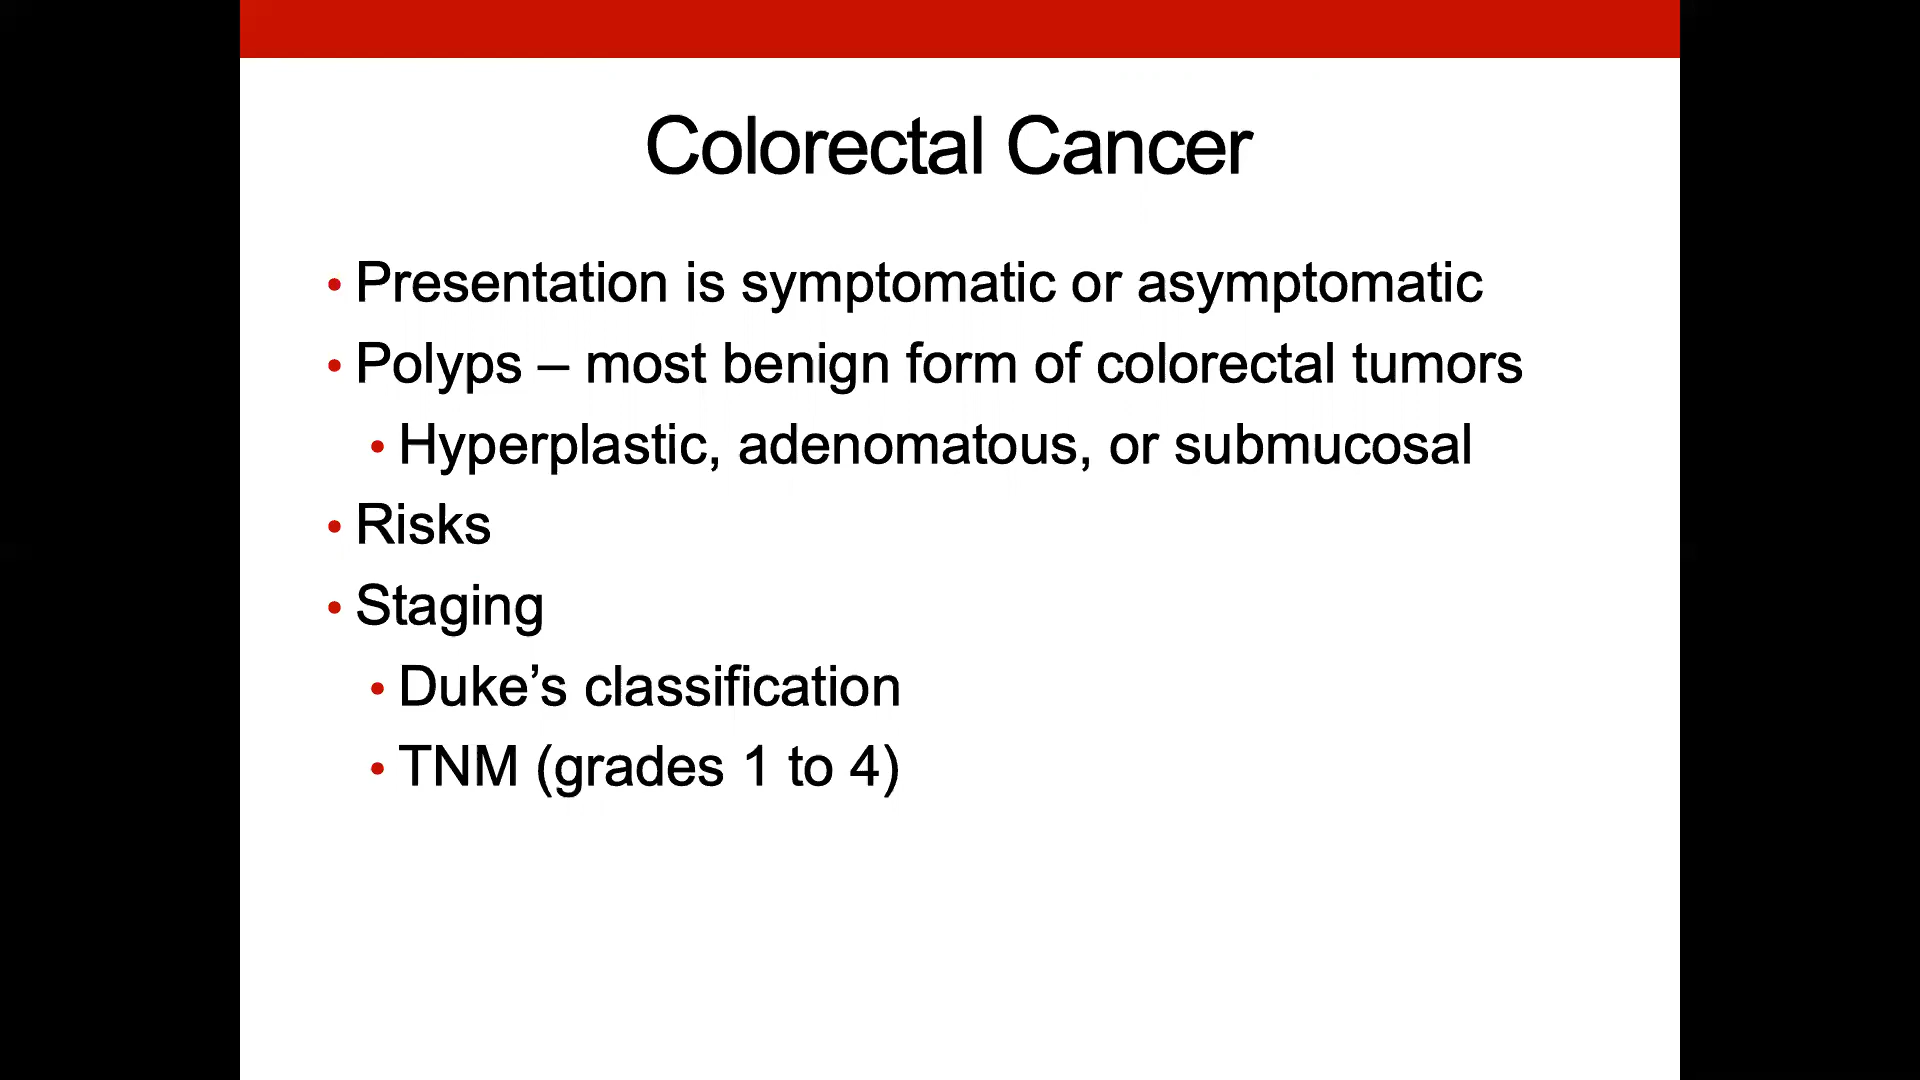 Colorectal Cancer
• Presentation is symptomatic or asymptomatic
• Polyps – most benign form of colorectal tumors
• Hyperplastic, adenomatous, or submucosal
• Risks
• Staging
• Duke’s classification
• TNM (grades 1 to 4)